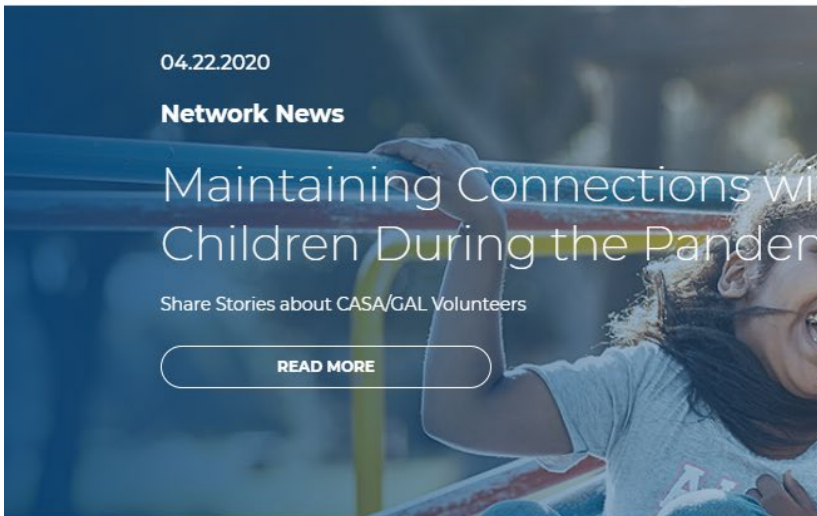 04.22.2020
Network News
Maintaining Connections wi
Children During the Pandem
Share Stories about CASA/GAL Volunteers
READ MORE